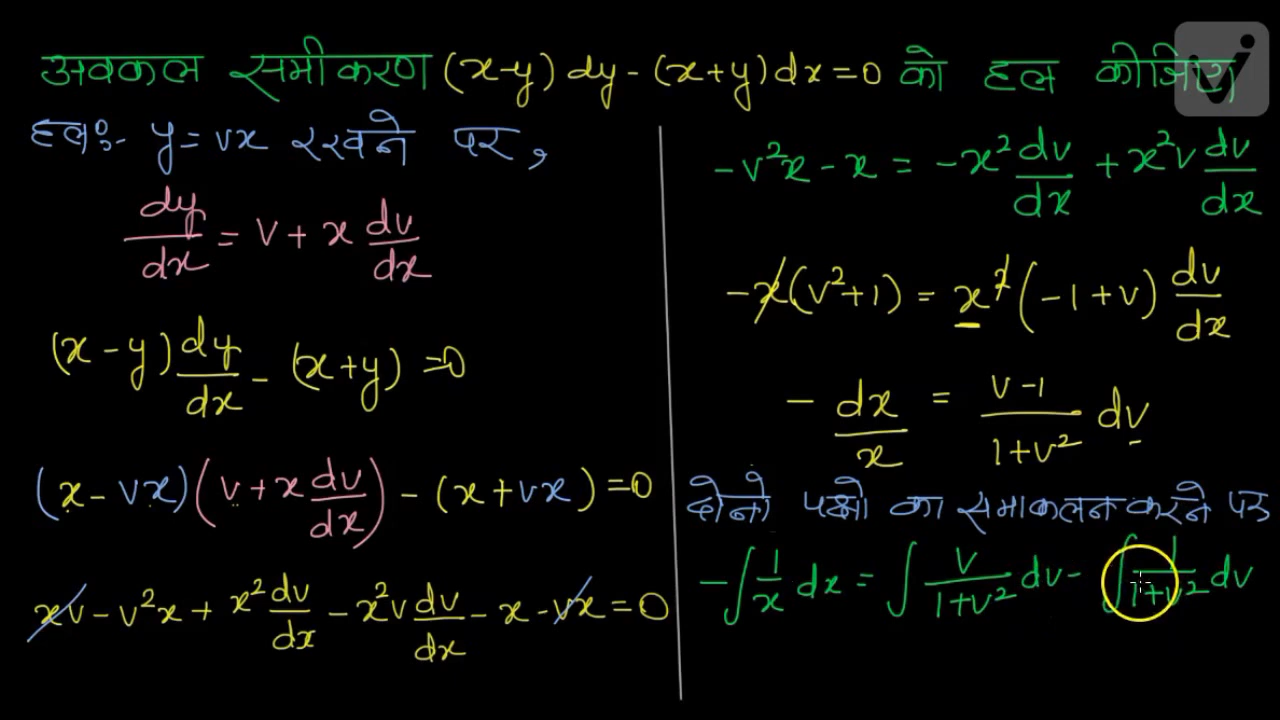 अवकल समीकरण (x-y) dy - (x+y) dx = 0 को हल कीजिए
हलः- y = vx रखने पर,
dy/dx = v + x dv/dx
(x-y) dy/dx - (x+y) = 0
(x - vx)(v + x dv/dx) - (x + vx) = 0
xv - v²x + x² dv/dx - x²v dv/dx - x - vx = 0
-v²x - x = -x² dv/dx + x²v dv/dx
-x(v²+1) = x²(-1+v) dv/dx
- dx/x = v-1/1+v² dv
दोनो पक्षो का समाकलन करने पर
-∫ 1/x dx = ∫ v/1+v² dv - ∫ 1/1+v² dv